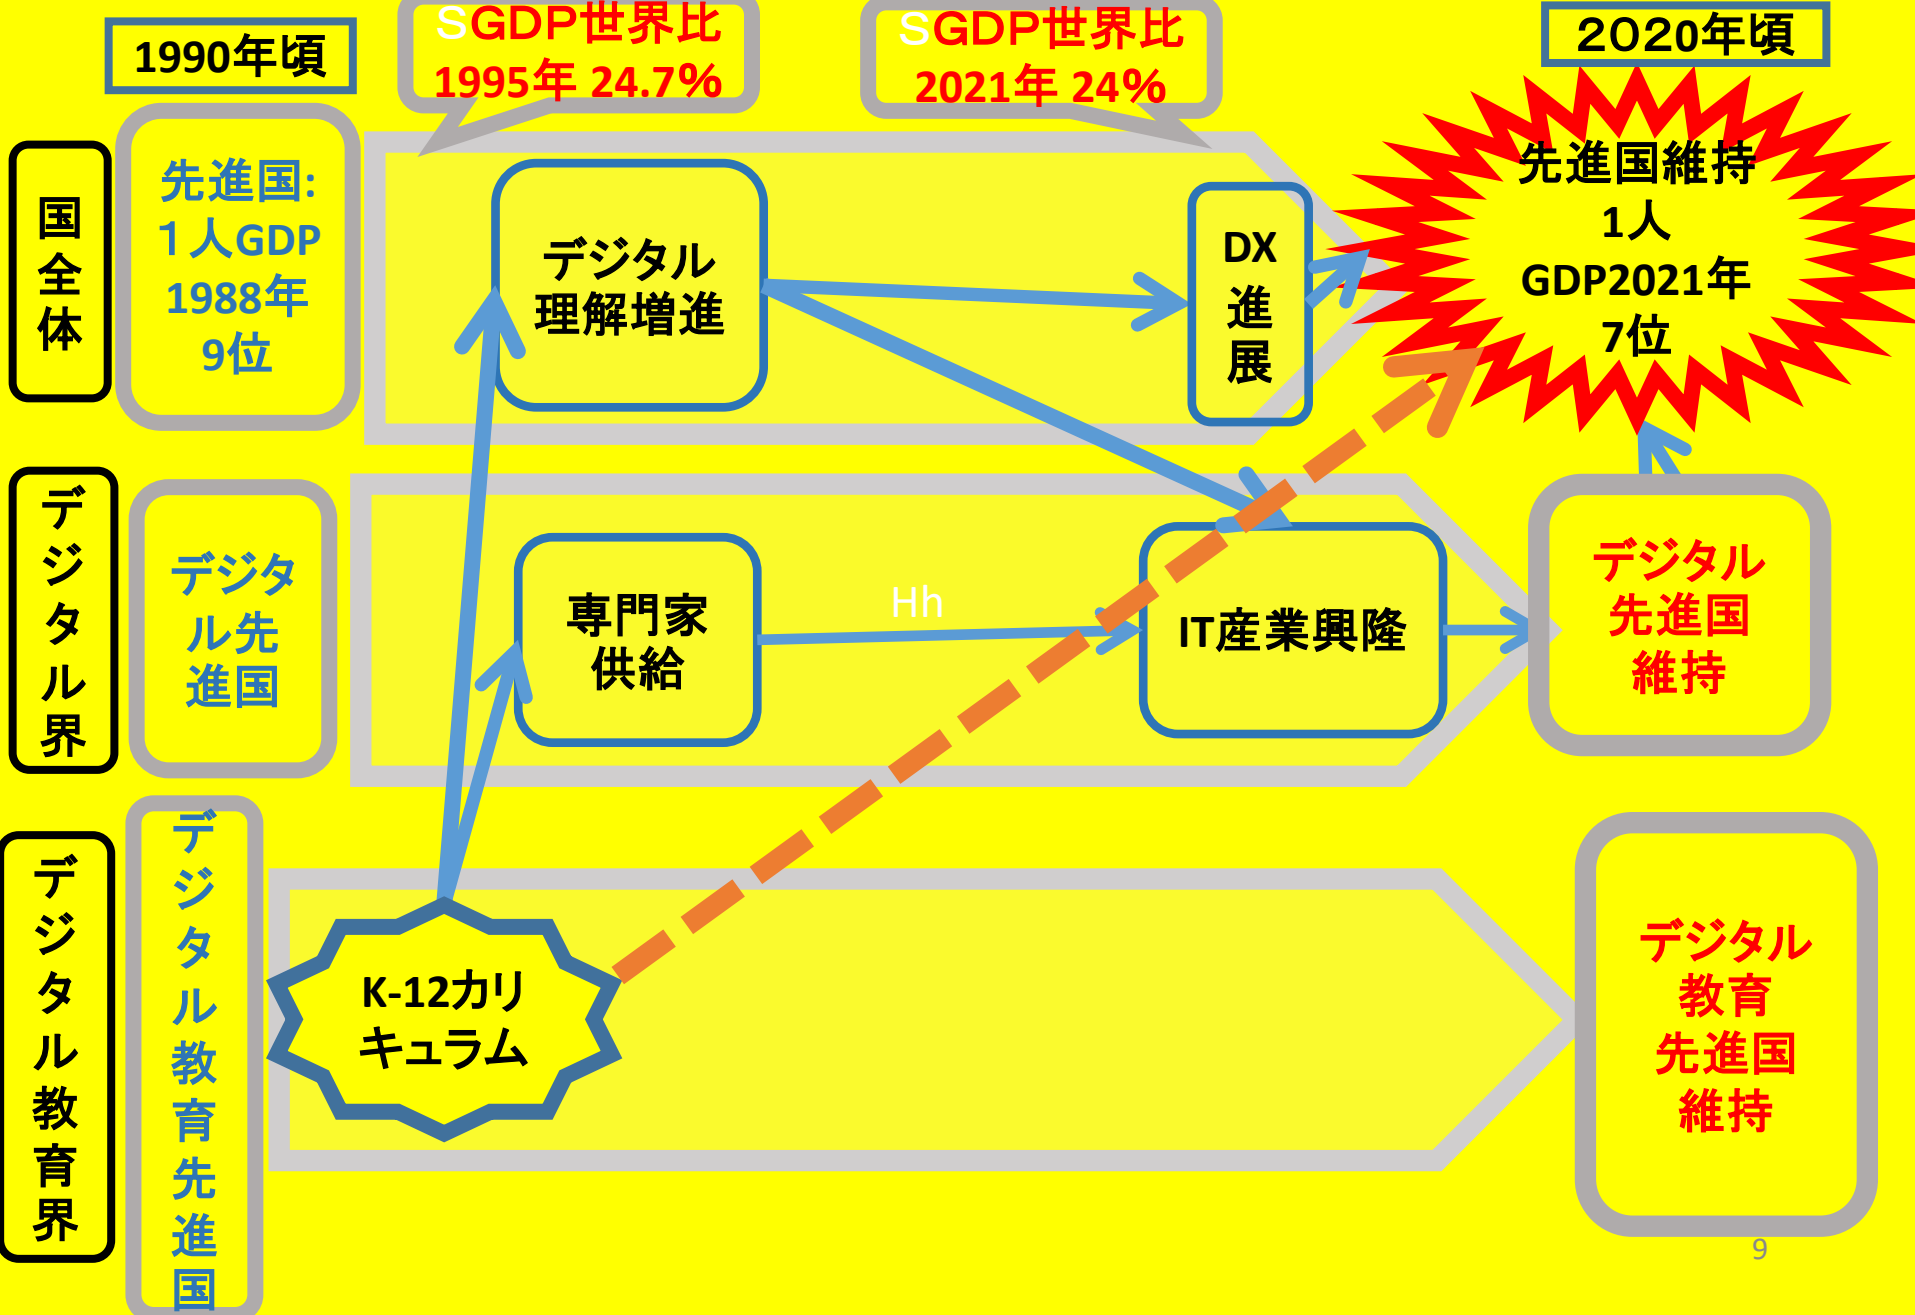 1990年頃
SGDP世界比
1995年 24.7%
SGDP世界比
2021年 24%
２０２0年頃
国
全
体
先進国:
１人GDP
1988年
9位
デジタル
理解増進
DX
進
展
先進国維持
1人
GDP2021年
7位
デ
ジ
タ
ル
界
デジタ
ル先
進国
専門家
供給
Hh
IT産業興隆
デジタル
先進国
維持
デ
ジ
タ
ル
教
育
界
デ
ジ
タ
ル
教
育
先
進
国
K-12カリ
キュラム
デジタル
教育
先進国
維持
9